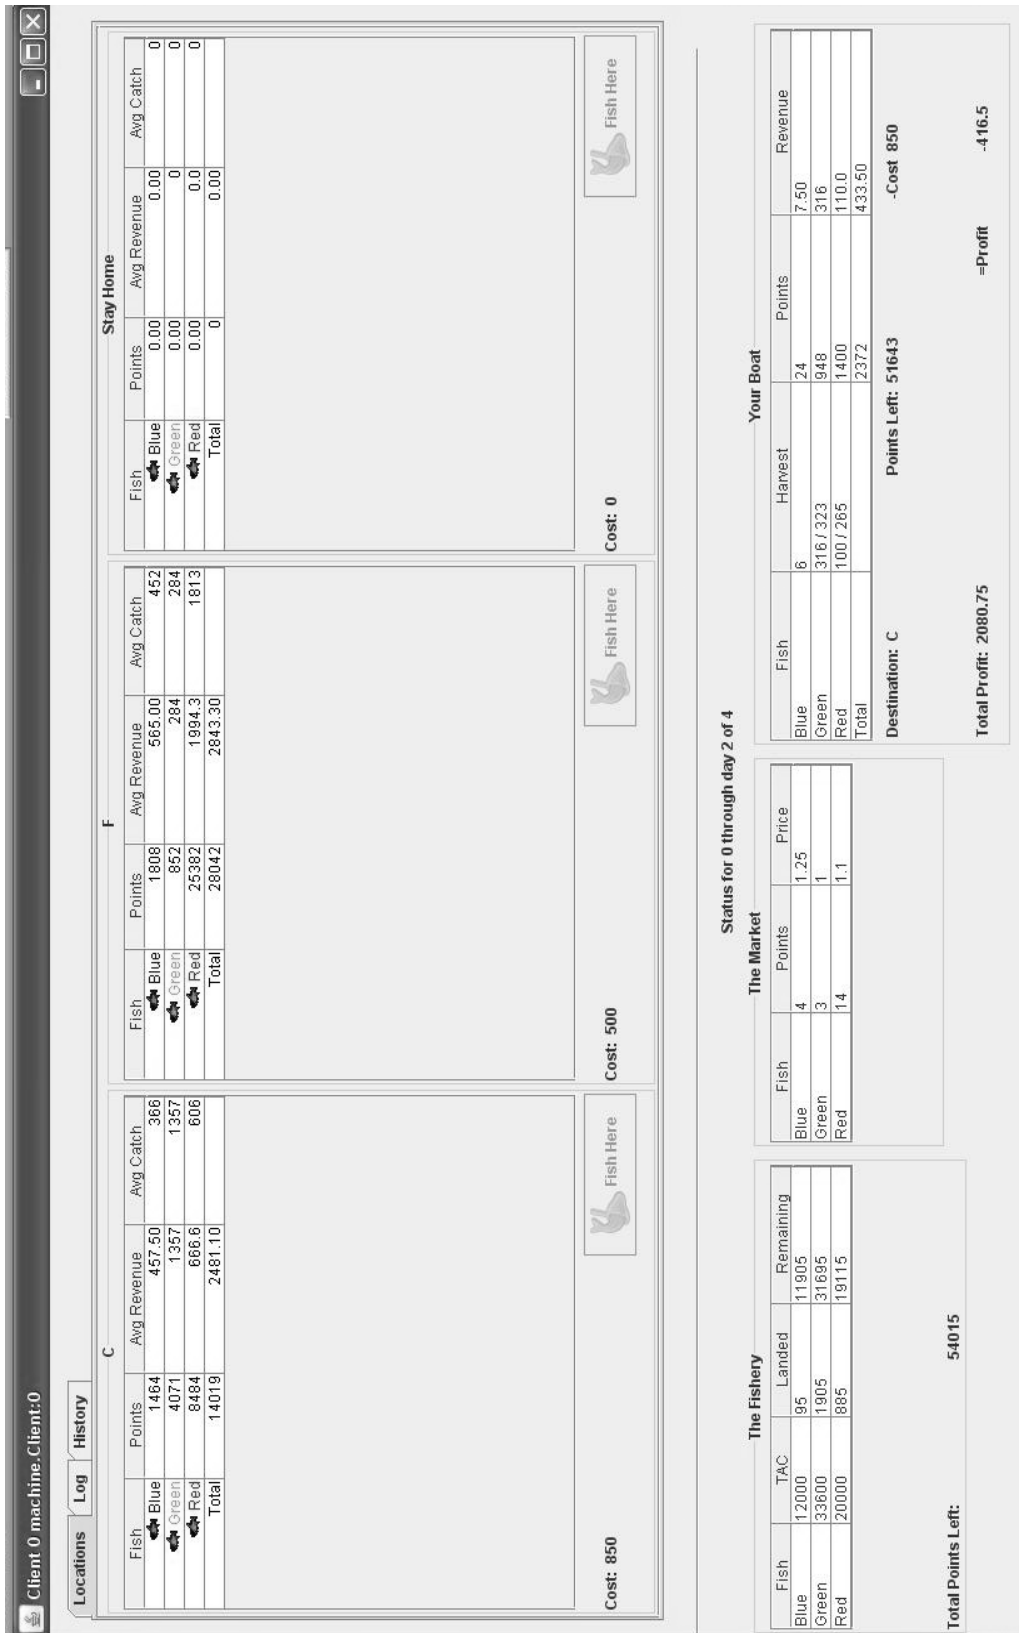 Client 0 machine.Client:0
Locations Log History
C
Fish Points Avg Revenue Avg Catch
Blue 1464 457.50 366
Green 4071 1357 1357
Red 8484 666.6 606
Total 14019 2481.10
Cost: 850
Fish Here
F
Fish Points Avg Revenue Avg Catch
Blue 1808 565.00 452
Green 852 284 284
Red 25382 1994.3 1813
Total 28042 2843.30
Cost: 500
Fish Here
Stay Home
Fish Points Avg Revenue Avg Catch
Blue 0.00 0.00 0
Green 0.00 0 0
Red 0.00 0.0 0
Total 0 0.00
Cost: 0
Fish Here
Status for 0 through day 2 of 4
The Fishery
Fish TAC Landed Remaining
Blue 12000 95 11905
Green 33600 1905 31695
Red 20000 885 19115
Total Points Left: 54015
The Market
Fish Points Price
Blue 4 1.25
Green 3 1
Red 14 1.1
Your Boat
Fish Harvest Points Revenue
Blue 6 24 7.50
Green 316 / 323 948 316
Red 100 / 265 1400 110.0
Total 2372 433.50
Destination: C Points Left: 51643 -Cost 850
Total Profit: 2080.75 =Profit -416.5